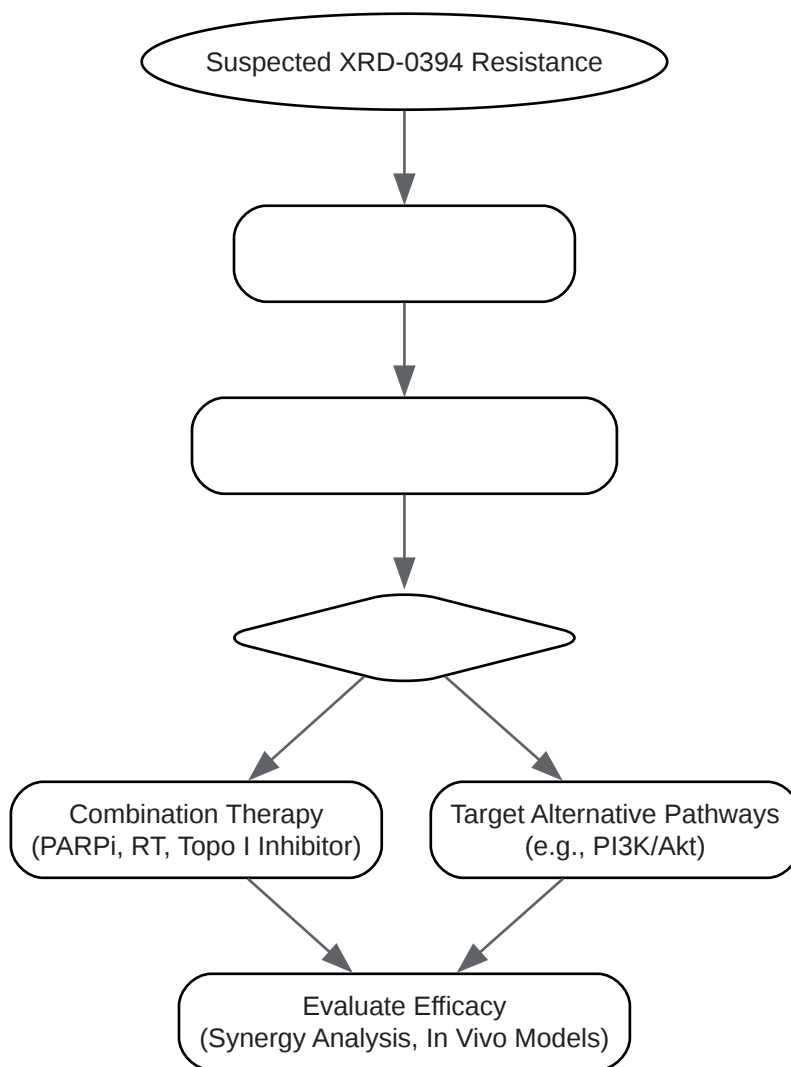 Suspected XRD-0394 Resistance
Combination Therapy
(PARPi, RT, Topo I Inhibitor)
Target Alternative Pathways
(e.g., PI3K/Akt)
Evaluate Efficacy
(Synergy Analysis, In Vivo Models)